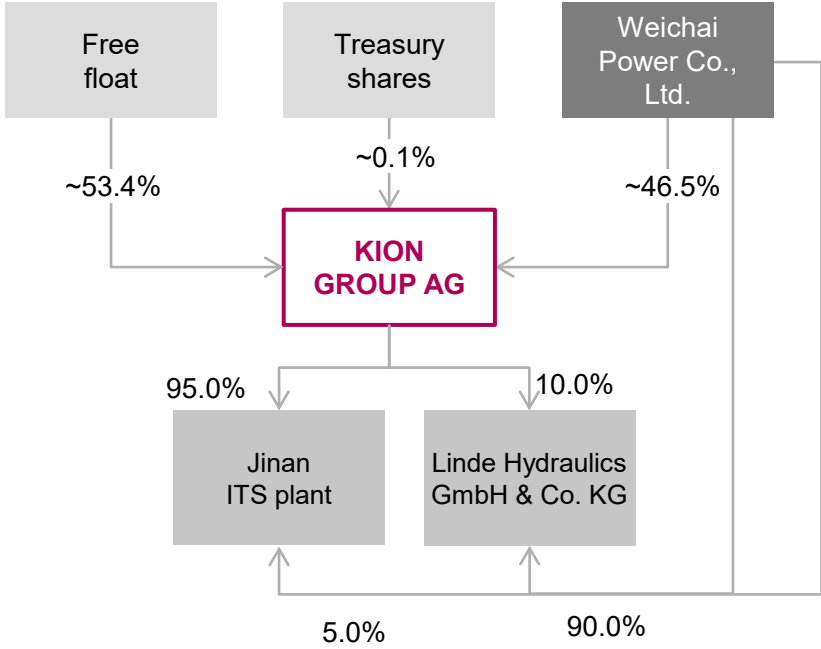 Free
float
Treasury
shares
Weichai
Power Co.,
Ltd.
~53.4%
~0.1%
~46.5%
KION
GROUP AG
95.0%
10.0%
Jinan
ITS plant
Linde Hydraulics
GmbH & Co. KG
5.0%
90.0%